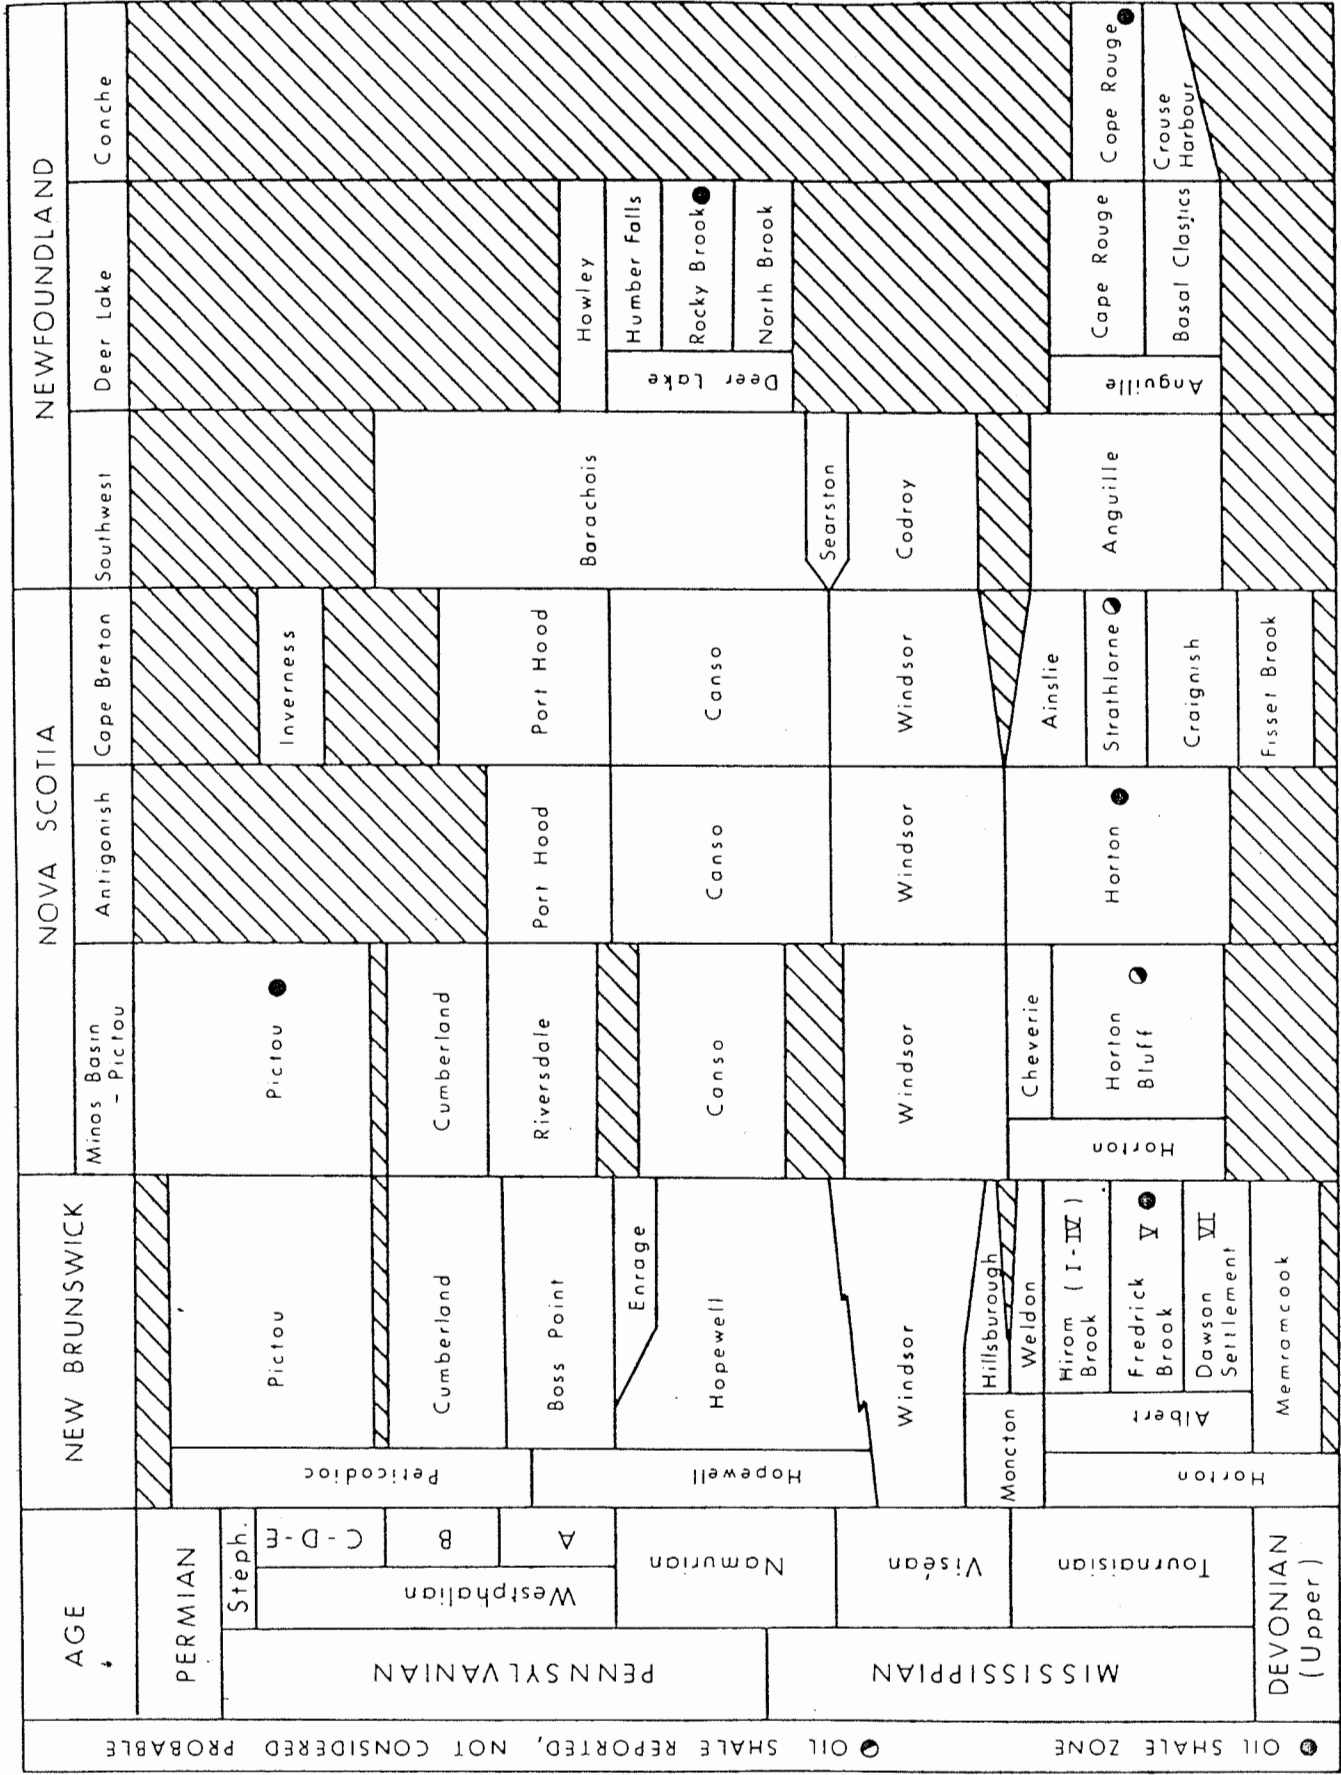 AGE
NEW BRUNSWICK
NOVA SCOTIA
NEWFOUNDLAND
Minas Basin
- Pictou
Antigonish
Cape Breton
Southwest
Deer Lake
Conche
PERMIAN
PENNSYLVANIAN
MISSISSIPPIAN
DEVONIAN
(Upper)
Steph.
Westphalian
C-D-E
B
A
Namurian
Viséan
Tournaisian
Peticodiac
Hopewell
Moncton
Horton
Albert
Pictou
Cumberland
Boss Point
Enrage
Hopewell
Windsor
Hillsborough
Weldon
Hiram (I-IV)
Brook
Fredrick V
Brook
Dawson VI
Settlement
Memramcook
Pictou
Cumberland
Riversdale
Canso
Windsor
Horton
Cheverie
Horton
Bluff
Port Hood
Canso
Windsor
Horton
Inverness
Port Hood
Canso
Windsor
Ainslie
Strathlorne
Craignish
Fisset Brook
Barachois
Searston
Codroy
Anguille
Howley
Deer Lake
Humber Falls
Rocky Brook
North Brook
Anguille
Cape Rouge
Basal Clastics
Cape Rouge
Crouse
Harbour
OIL SHALE ZONE
OIL SHALE REPORTED, NOT CONSIDERED PROBABLE